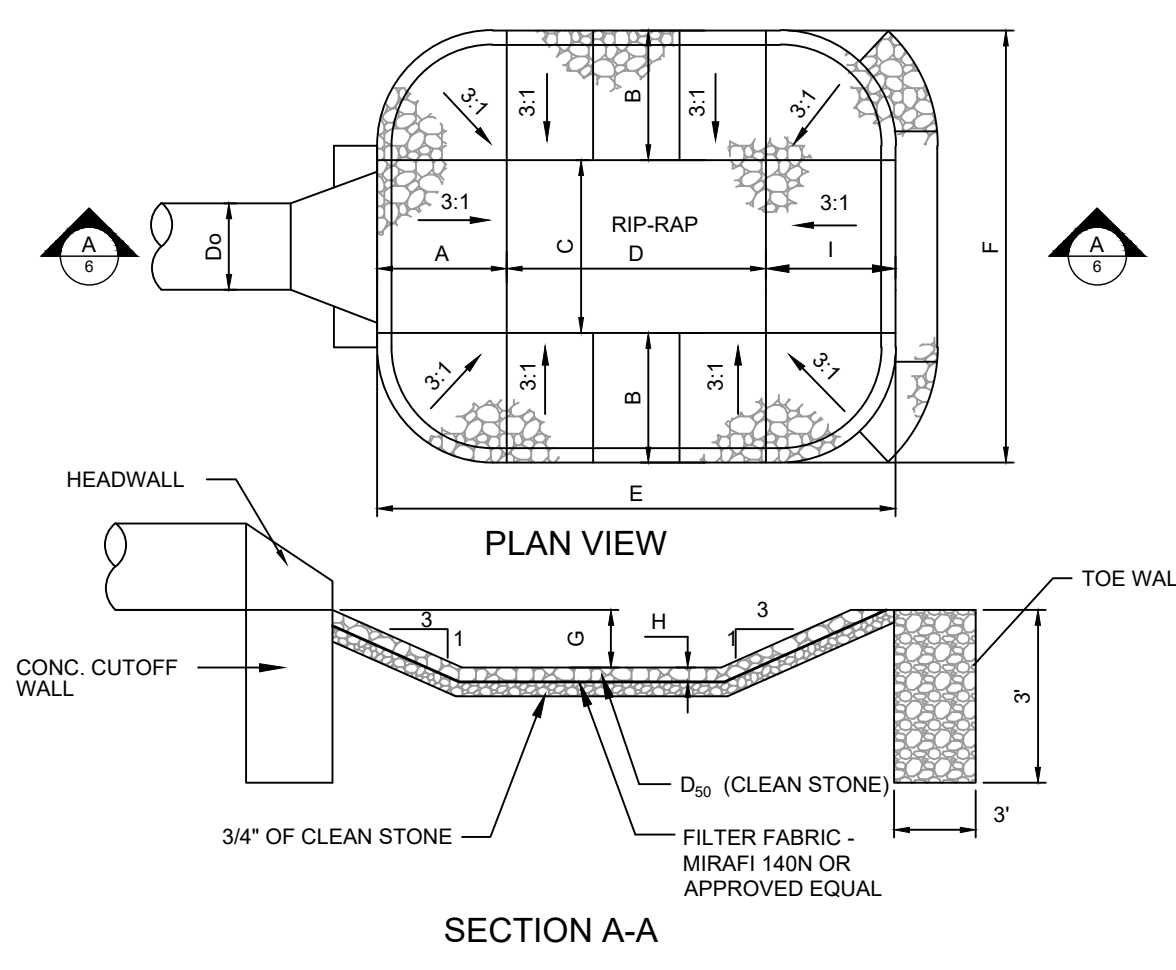 B
3:1
3:1
3:1
3:1
3:1
3:1
RIP-RAP
Do
C
A
D
I
F
A
6
A
6
3:1
3:1
3:1
3:1
B
E
PLAN VIEW
HEADWALL
TOE WAL
3
1
G
H
1
3
CONC. CUTOFF
WALL
3'
D50 (CLEAN STONE)
3'
3/4" OF CLEAN STONE
FILTER FABRIC -
MIRAFI 140N OR
APPROVED EQUAL
SECTION A-A